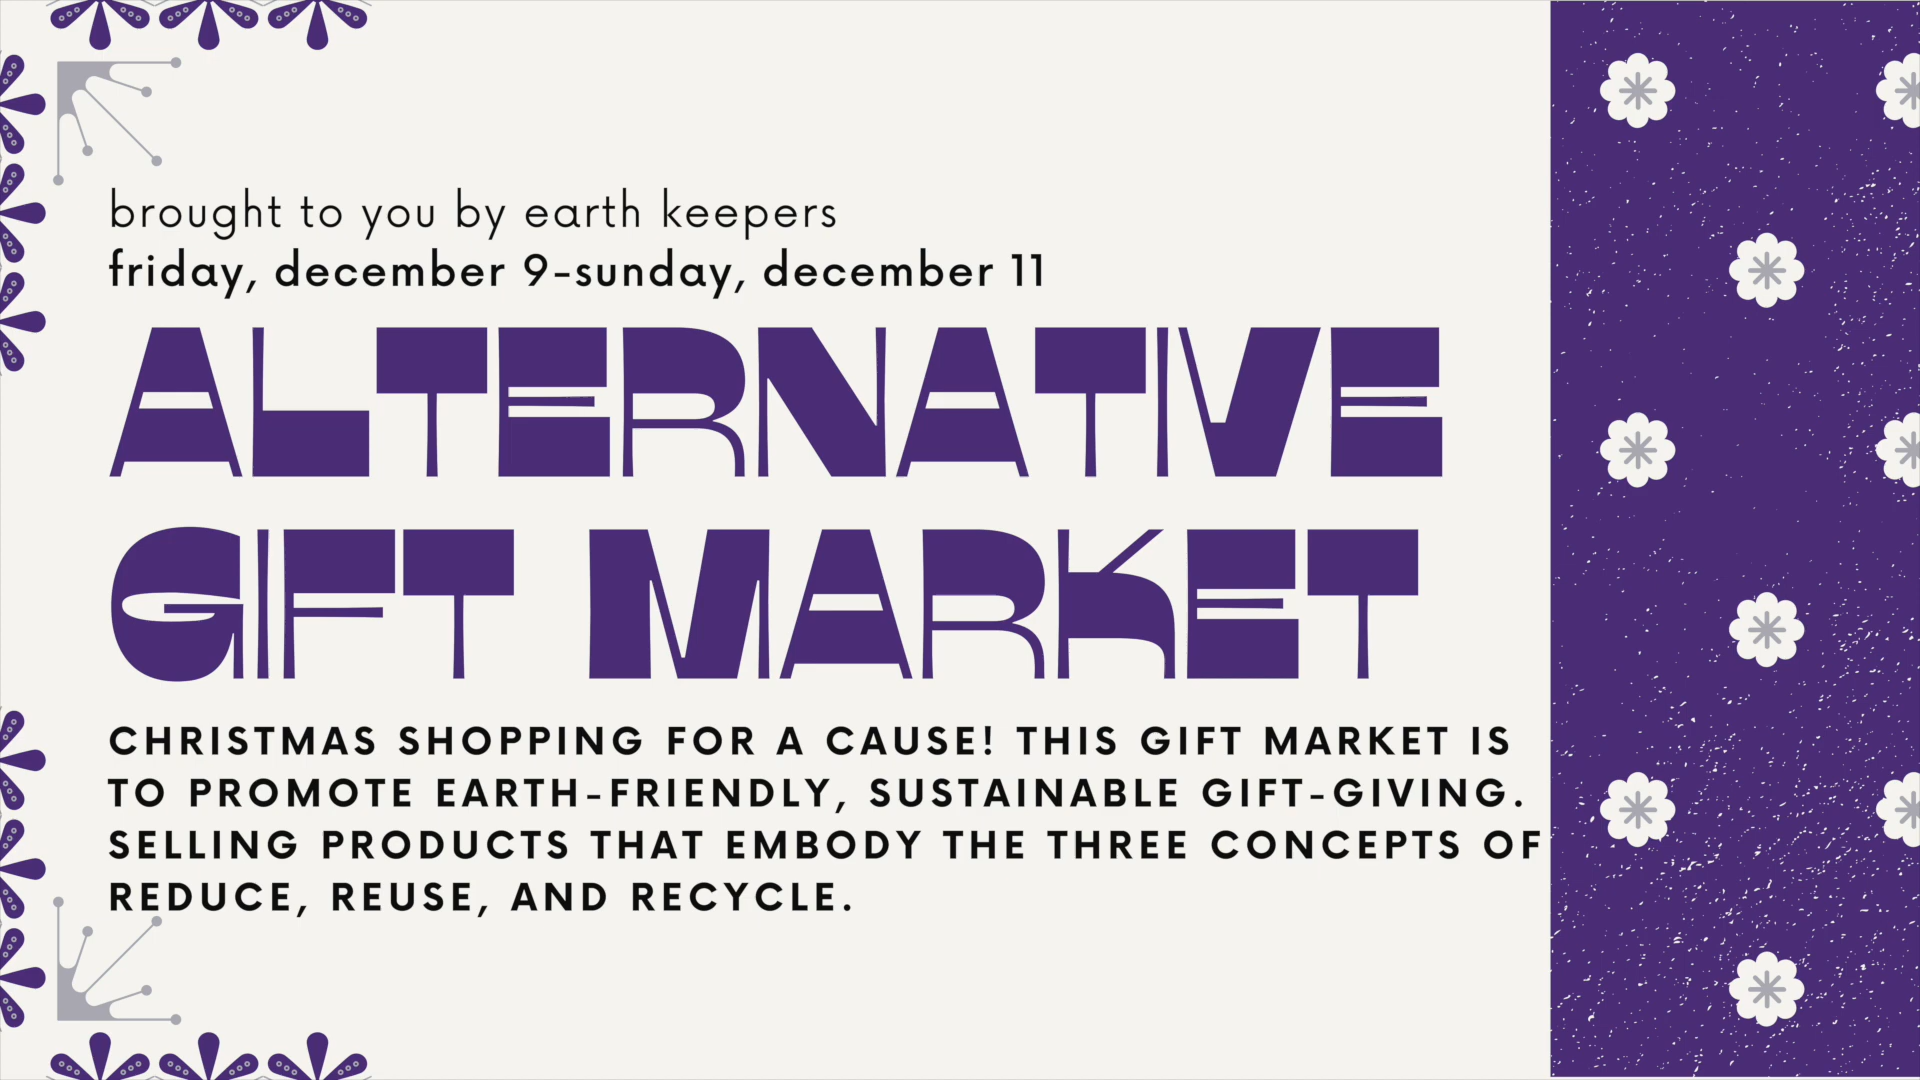 brought to you by earth keepers
friday, december 9-sunday, december 11
ALTERNATIVE
GIFT MARKET
CHRISTMAS SHOPPING FOR A CAUSE! THIS GIFT MARKET IS
TO PROMOTE EARTH-FRIENDLY, SUSTAINABLE GIFT-GIVING.
SELLING PRODUCTS THAT EMBODY THE THREE CONCEPTS OF
REDUCE, REUSE, AND RECYCLE.